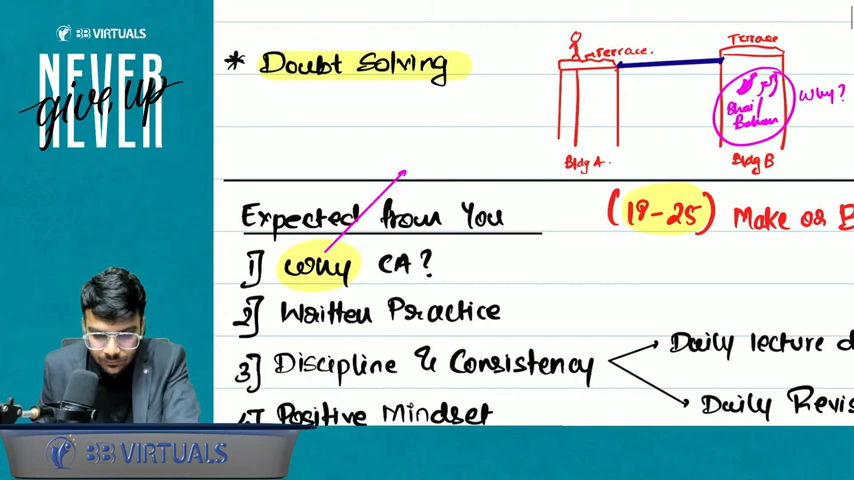 BB VIRTUALS
NEVER
give up
NEVER
* Doubt Solving
Terrace.
Terrace
Why?
Bhai/
Bahan
Bldg A.
Bldg B
Expected from You
(18-25) Make or B
1] Why CA?
2] Written Practice
3] Discipline & Consistency
Daily lecture d
Daily Revis
4] Positive Mindset
BB VIRTUALS